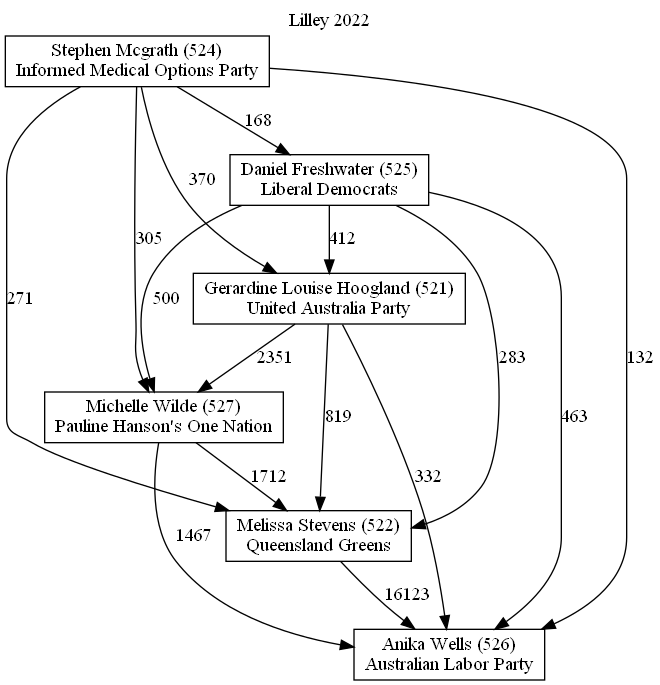 Lilley 2022
Stephen Mcgrath (524)
Informed Medical Options Party
168
Daniel Freshwater (525)
Liberal Democrats
370
305
412
271
500
Gerardine Louise Hoogland (521)
United Australia Party
2351
283
132
Michelle Wilde (527)
Pauline Hanson's One Nation
819
463
1712
332
Melissa Stevens (522)
Queensland Greens
1467
16123
Anika Wells (526)
Australian Labor Party